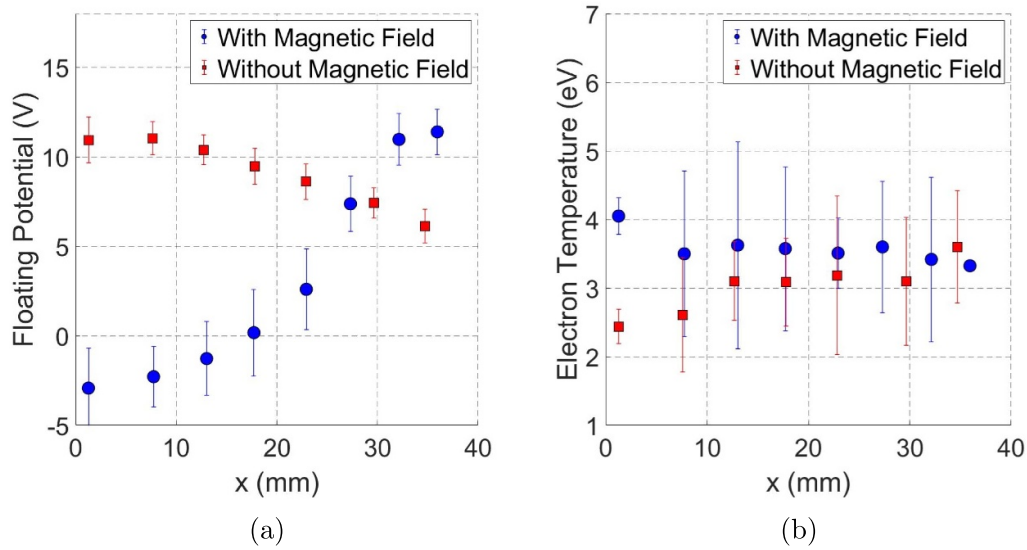 With Magnetic Field
Without Magnetic Field
15
10
5
0
-5
Floating Potential (V)
0
10
20
30
40
x (mm)
(a)
With Magnetic Field
Without Magnetic Field
7
6
5
4
3
2
1
Electron Temperature (eV)
0
10
20
30
40
x (mm)
(b)